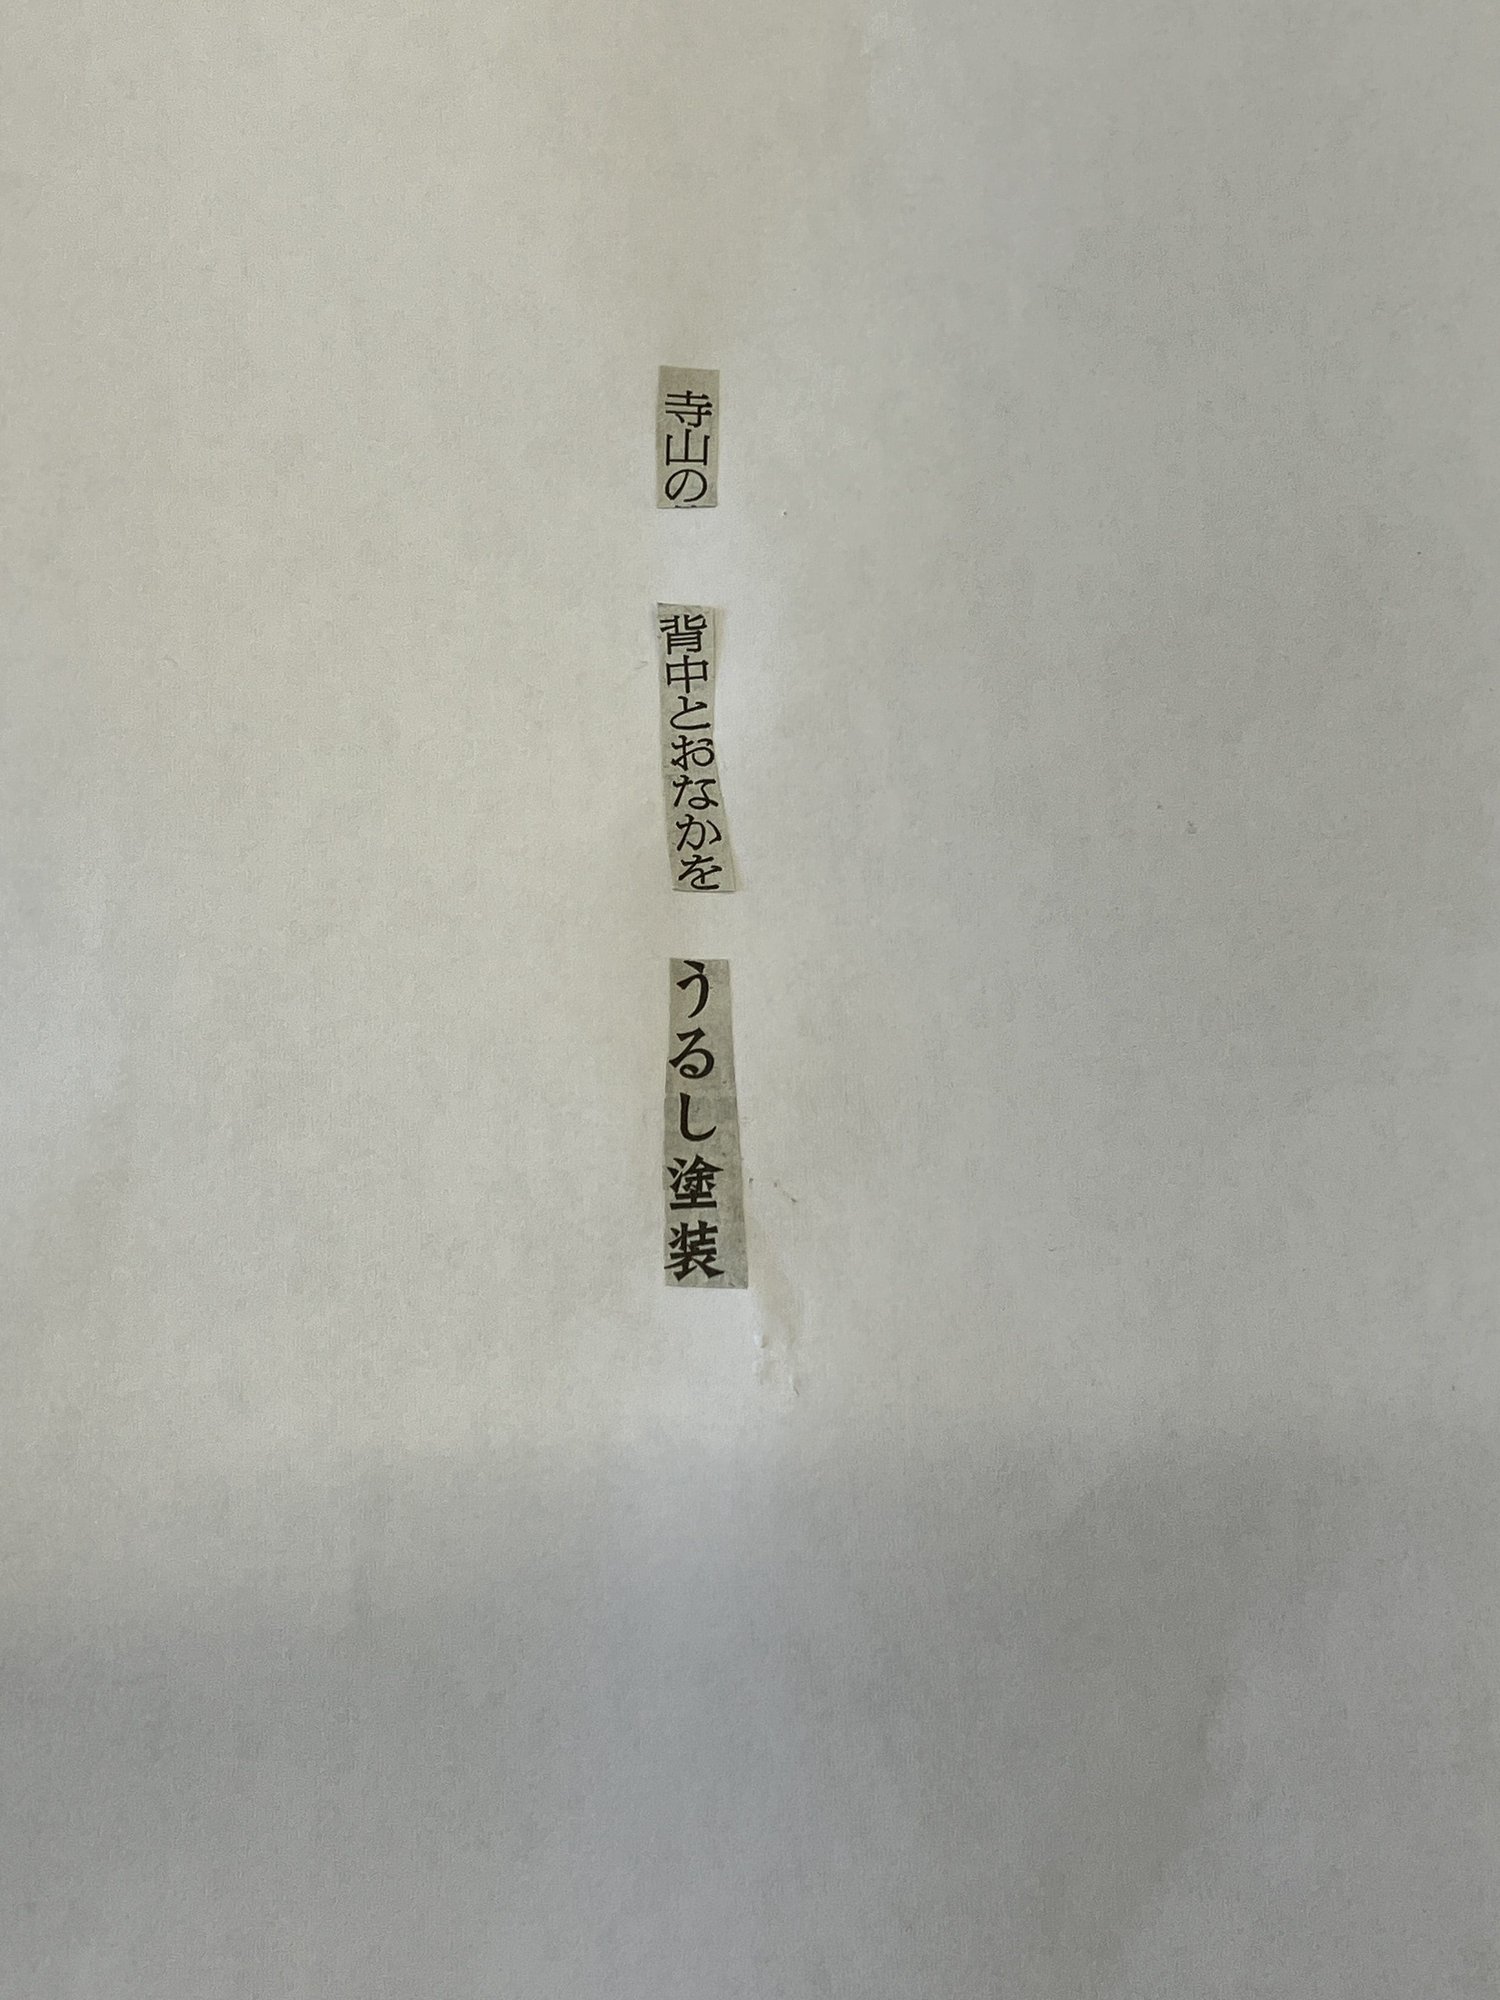 寺山の
背中とおなかを
うるし塗装